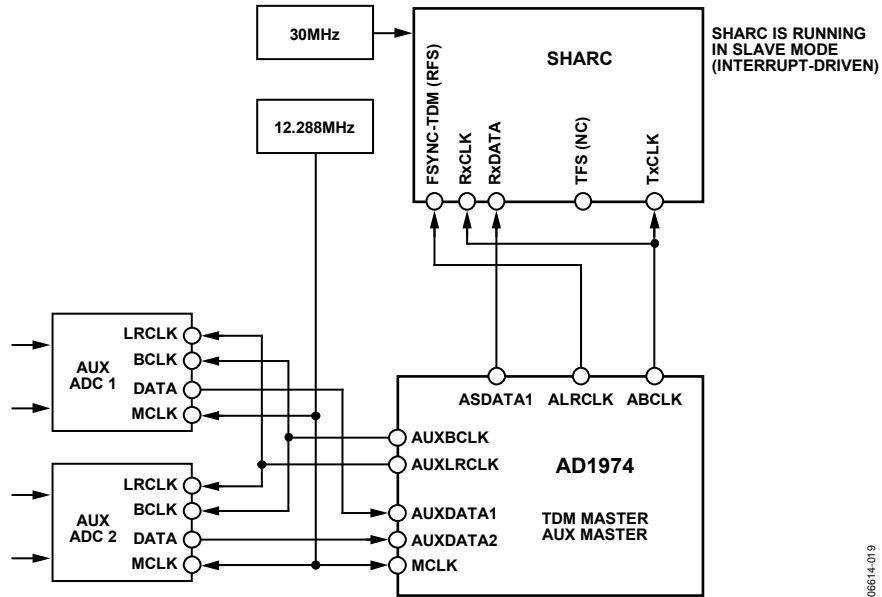 30MHz
12.288MHz
SHARC
SHARC IS RUNNING
IN SLAVE MODE
(INTERRUPT-DRIVEN)
FSYNC-TDM (RFS)
RxCLK
RxDATA
TFS (NC)
TxCLK
AUX
ADC 1
LRCLK
BCLK
DATA
MCLK
AUX
ADC 2
LRCLK
BCLK
DATA
MCLK
ASDATA1
ALRCLK
ABCLK
AUXBCLK
AUXLRCLK
AUXDATA1
AUXDATA2
MCLK
AD1974
TDM MASTER
AUX MASTER
06614-019